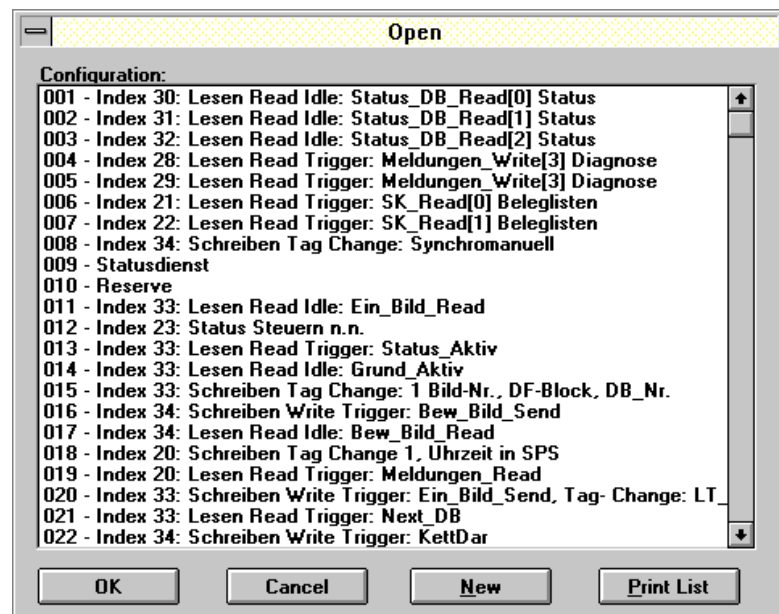 Open
Configuration:
001 - Index 30: Lesen Read Idle: Status_DB_Read[0] Status
002 - Index 31: Lesen Read Idle: Status_DB_Read[1] Status
003 - Index 32: Lesen Read Idle: Status_DB_Read[2] Status
004 - Index 28: Lesen Read Trigger: Meldungen_Write[3] Diagnose
005 - Index 29: Lesen Read Trigger: Meldungen_Write[3] Diagnose
006 - Index 21: Lesen Read Trigger: SK_Read[0] Beleglisten
007 - Index 22: Lesen Read Trigger: SK_Read[1] Beleglisten
008 - Index 34: Schreiben Tag Change: Synchromanuell
009 - Statusdienst
010 - Reserve
011 - Index 33: Lesen Read Idle: Ein_Bild_Read
012 - Index 23: Status Steuern n.n.
013 - Index 33: Lesen Read Trigger: Status_Aktiv
014 - Index 33: Lesen Read Idle: Grund_Aktiv
015 - Index 33: Schreiben Tag Change: 1 Bild-Nr., DF-Block, DB_Nr.
016 - Index 34: Schreiben Write Trigger: Bew_Bild_Send
017 - Index 34: Lesen Read Idle: Bew_Bild_Read
018 - Index 20: Schreiben Tag Change 1, Uhrzeit in SPS
019 - Index 20: Lesen Read Trigger: Meldungen_Read
020 - Index 33: Schreiben Write Trigger: Ein_Bild_Send, Tag- Change: LT_
021 - Index 33: Lesen Read Trigger: Next_DB
022 - Index 34: Schreiben Write Trigger: KettDar
OK Cancel New Print List